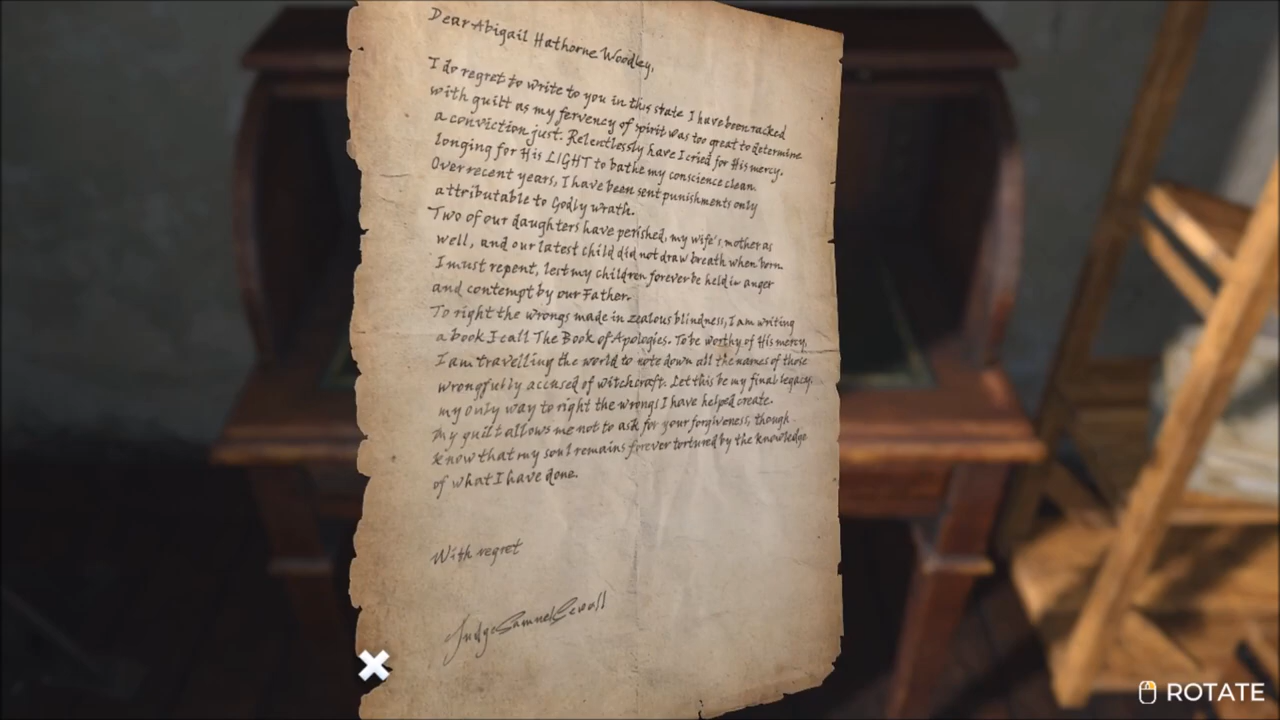 Dear Abigail Hathorne Woodley,
I do regret to write to you in this state I have been racked
with guilt as my fervency of spirit was too great to determine
a conviction just. Relentlessly have I cried for His mercy,
longing for His LIGHT to bathe my conscience clean.
Over recent years, I have been sent punishments only
attributable to Godly wrath.
Two of our daughters have perished, my wife's mother as
well, and our latest child did not draw breath when born.
I must repent, lest my children forever be held in anger
and contempt by our Father.
To right the wrongs made in zealous blindness, I am writing
a book I call The Book of Apologies. To be worthy of His mercy,
I am travelling the world to note down all the names of those
wrongfully accused of witchcraft. Let this be my final legacy,
my only way to right the wrongs I have helped create.
My guilt allows me not to ask for your forgiveness, though
know that my soul remains forever tortured by the knowledge
of what I have done.
With regret
Judge Samuel Sewall
ROTATE